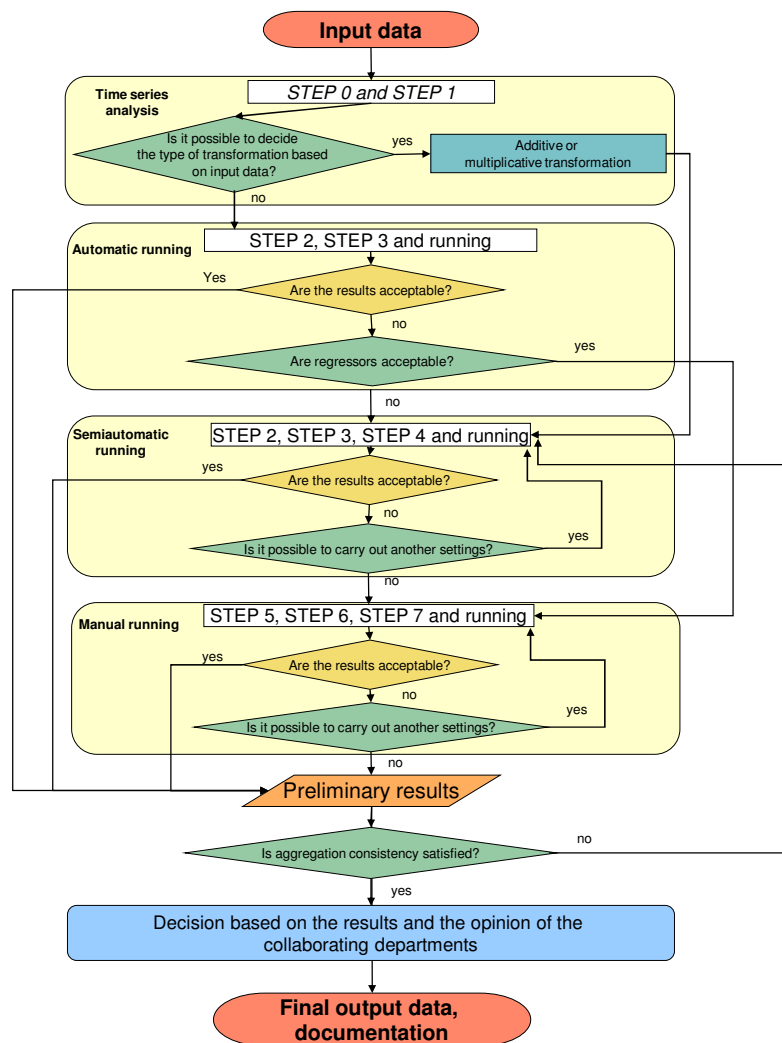 Input data
Time series
analysis
STEP 0 and STEP 1
Is it possible to decide
the type of transformation based
on input data?
yes
Additive or
multiplicative transformation
no
Automatic running
STEP 2, STEP 3 and running
Yes
Are the results acceptable?
no
Are regressors acceptable?
yes
no
Semiautomatic
running
STEP 2, STEP 3, STEP 4 and running
yes
Are the results acceptable?
no
Is it possible to carry out another settings?
yes
no
Manual running
STEP 5, STEP 6, STEP 7 and running
yes
Are the results acceptable?
no
Is it possible to carry out another settings?
yes
no
Preliminary results
Is aggregation consistency satisfied?
no
yes
Decision based on the results and the opinion of the
collaborating departments
Final output data,
documentation